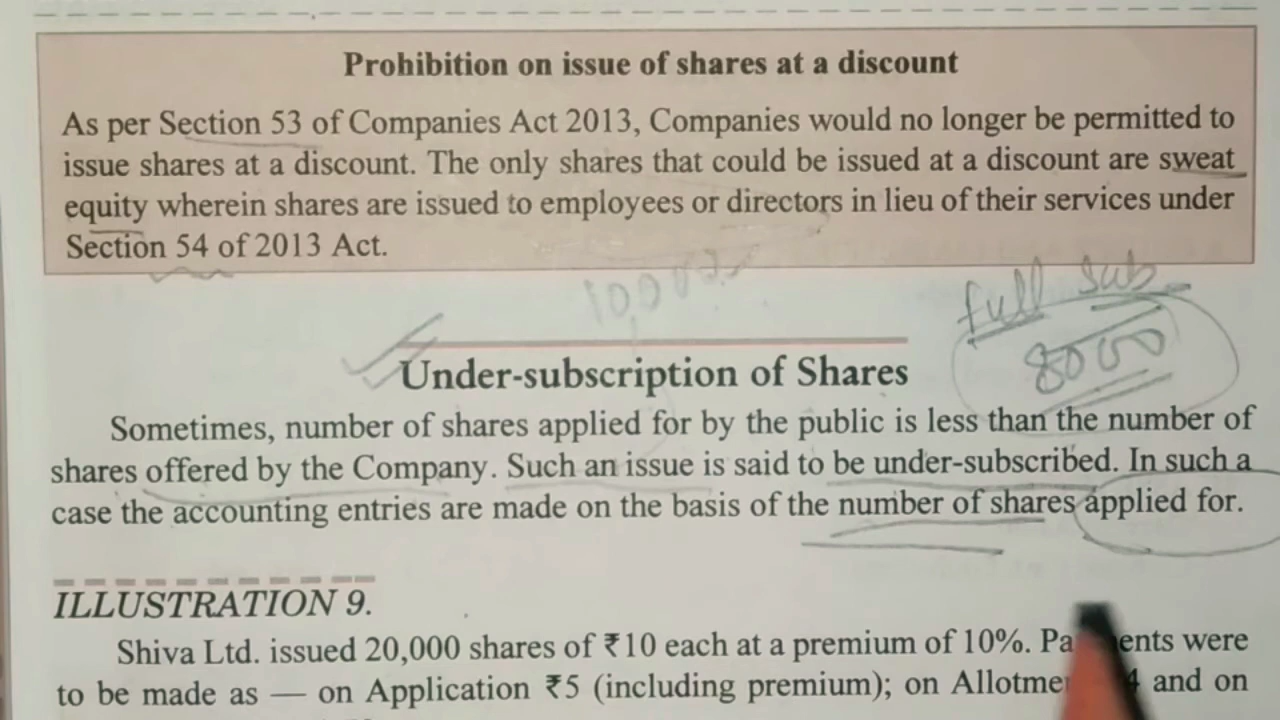 Prohibition on issue of shares at a discount
As per Section 53 of Companies Act 2013, Companies would no longer be permitted to
issue shares at a discount. The only shares that could be issued at a discount are sweat
equity wherein shares are issued to employees or directors in lieu of their services under
Section 54 of 2013 Act.
full sub
8000
Under-subscription of Shares
Sometimes, number of shares applied for by the public is less than the number of
shares offered by the Company. Such an issue is said to be under-subscribed. In such a
case the accounting entries are made on the basis of the number of shares applied for.
ILLUSTRATION 9.
Shiva Ltd. issued 20,000 shares of ₹10 each at a premium of 10%. were
to be made as — on Application ₹5 (including premium); on and on